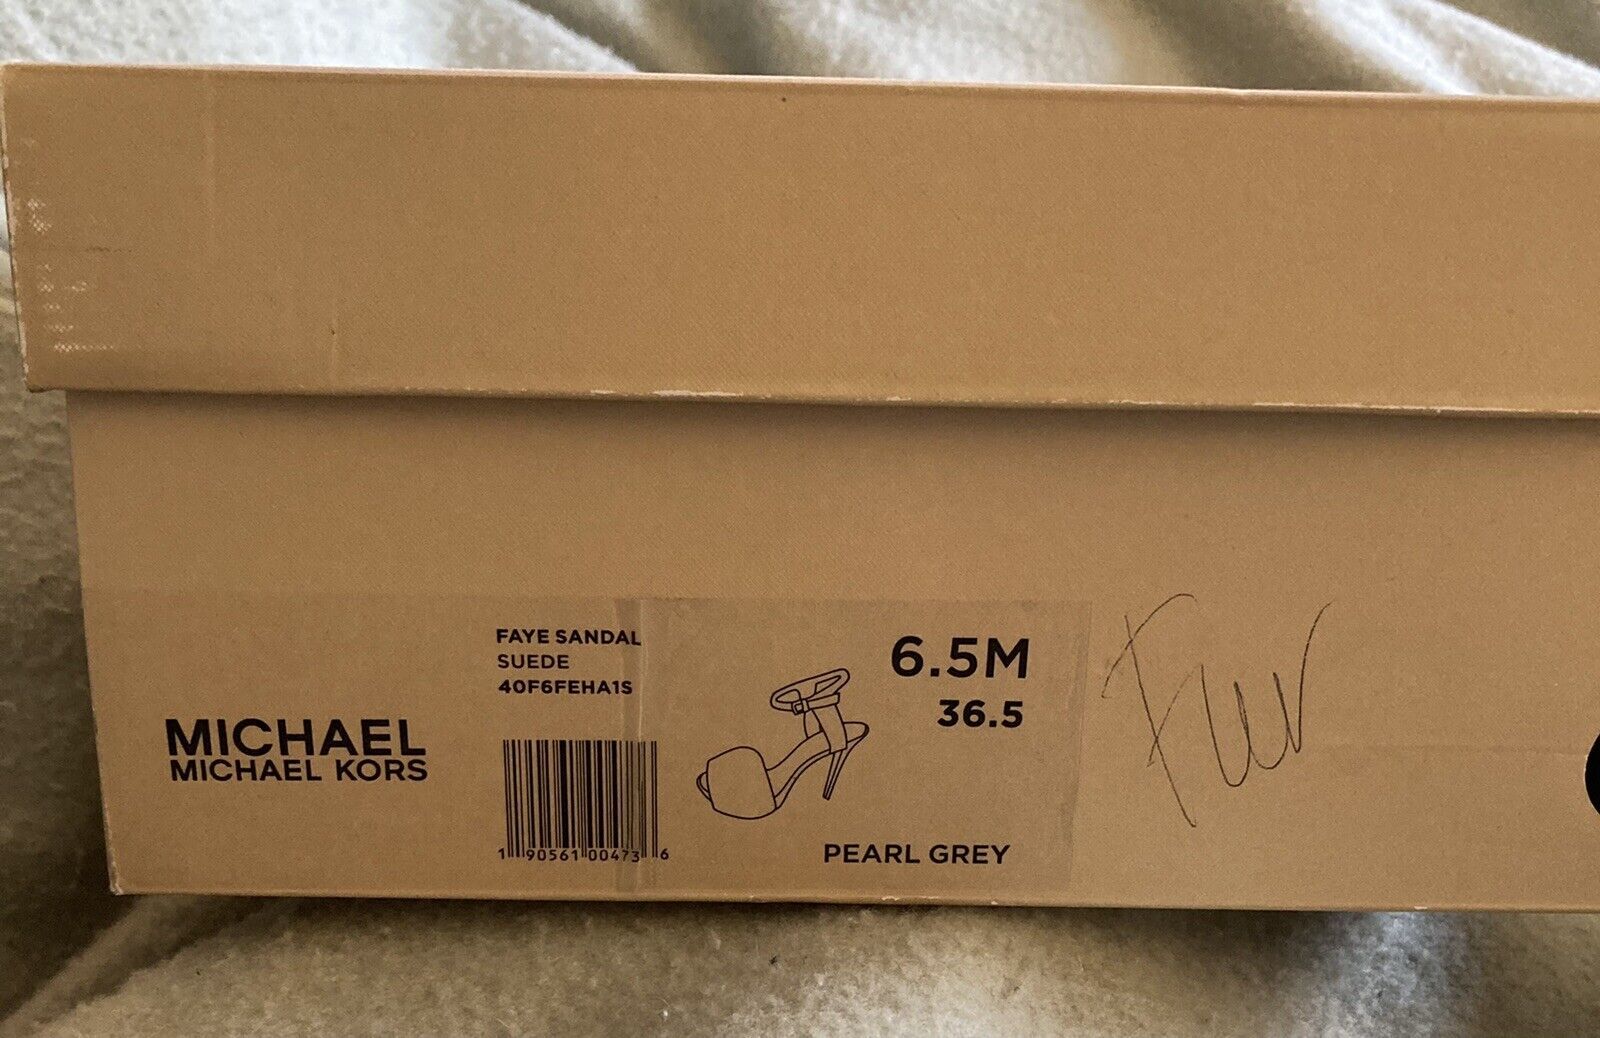 FAYE SANDAL
SUEDE
40F6FEHA1S
MICHAEL
MICHAEL KORS
1 90561 00473 6
6.5M
36.5
PEARL GREY